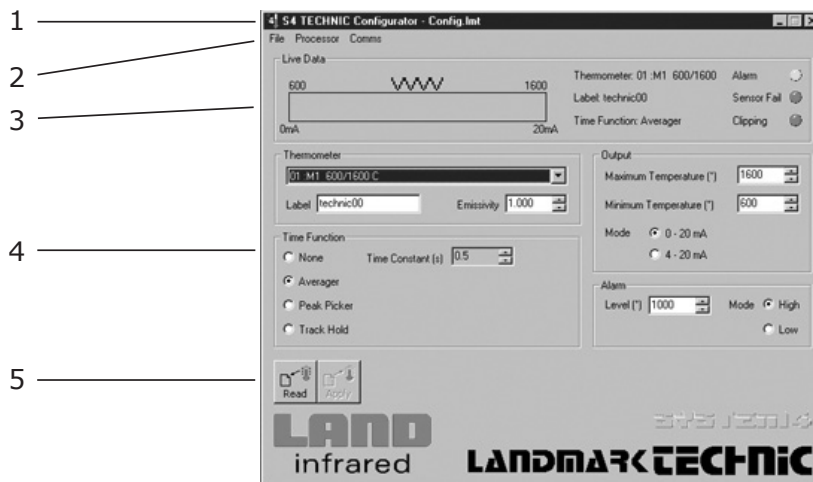 1
S4 TECHNIC Configurator - Config.lmt
2
File Processor Comms
3
Live Data
600 1600
0mA 20mA
Thermometer: 01 :M1 600/1600 Alarm
Label: technic00 Sensor Fail
Time Function: Averager Clipping
Thermometer
01 :M1 600/1600 C
Label technic00 Emissivity 1.000
Output
Maximum Temperature (°) 1600
Minimum Temperature (°) 600
Mode 0 - 20 mA
4 - 20 mA
4
Time Function
None Time Constant (s) 0.5
Averager
Peak Picker
Track Hold
Alarm
Level (°) 1000 Mode High
Low
5
Read Apply
LAND
infrared
SYSTEM 4
LANDMARK TECHNIC